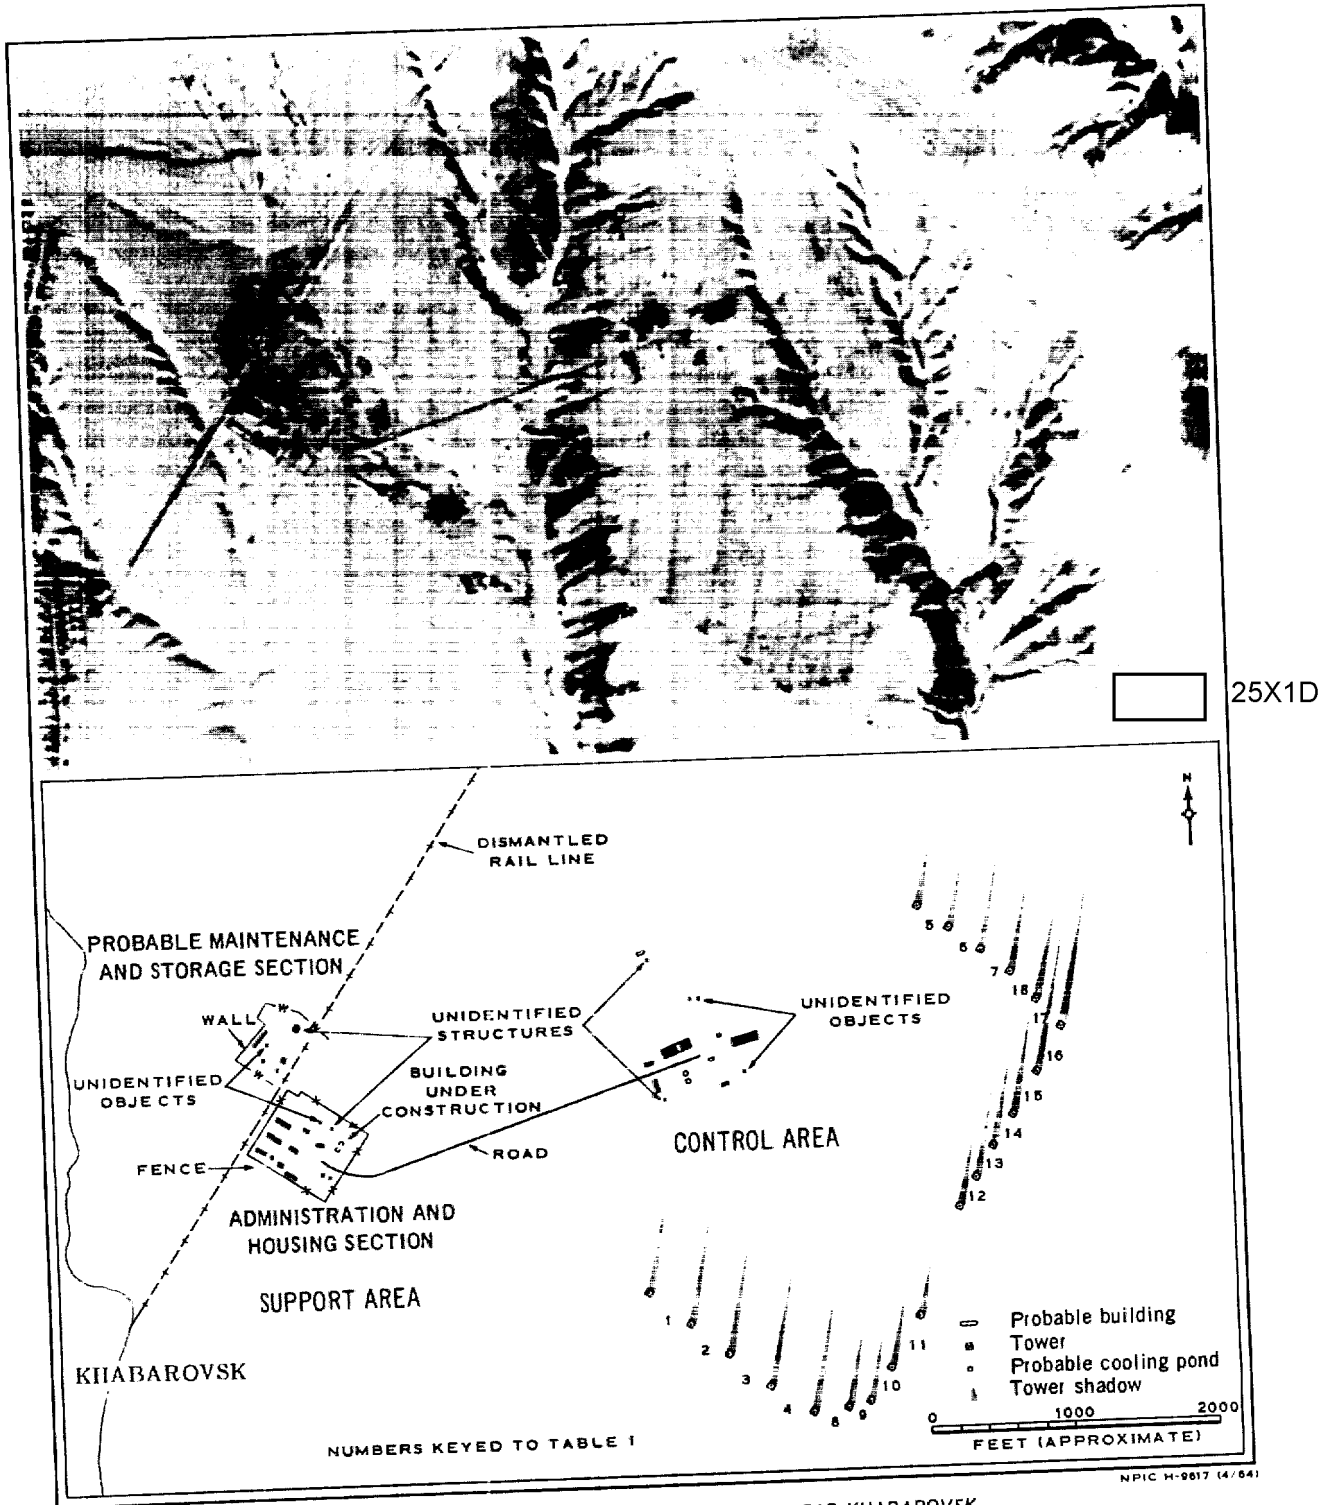 25X1D
N
DISMANTLED
RAIL LINE
PROBABLE MAINTENANCE
AND STORAGE SECTION
WALL
UNIDENTIFIED
STRUCTURES
UNIDENTIFIED
OBJECTS
UNIDENTIFIED
OBJECTS
BUILDING
UNDER
CONSTRUCTION
FENCE
ROAD
CONTROL AREA
ADMINISTRATION AND
HOUSING SECTION
SUPPORT AREA
KHABAROVSK
5
6
7
18
17
16
15
14
13
12
1
2
3
4
8
9
10
11
Probable building
Tower
Probable cooling pond
Tower shadow
0 1000 2000
FEET (APPROXIMATE)
NUMBERS KEYED TO TABLE 1
NPIC H-9617 (4/64)
KHABAROVSK